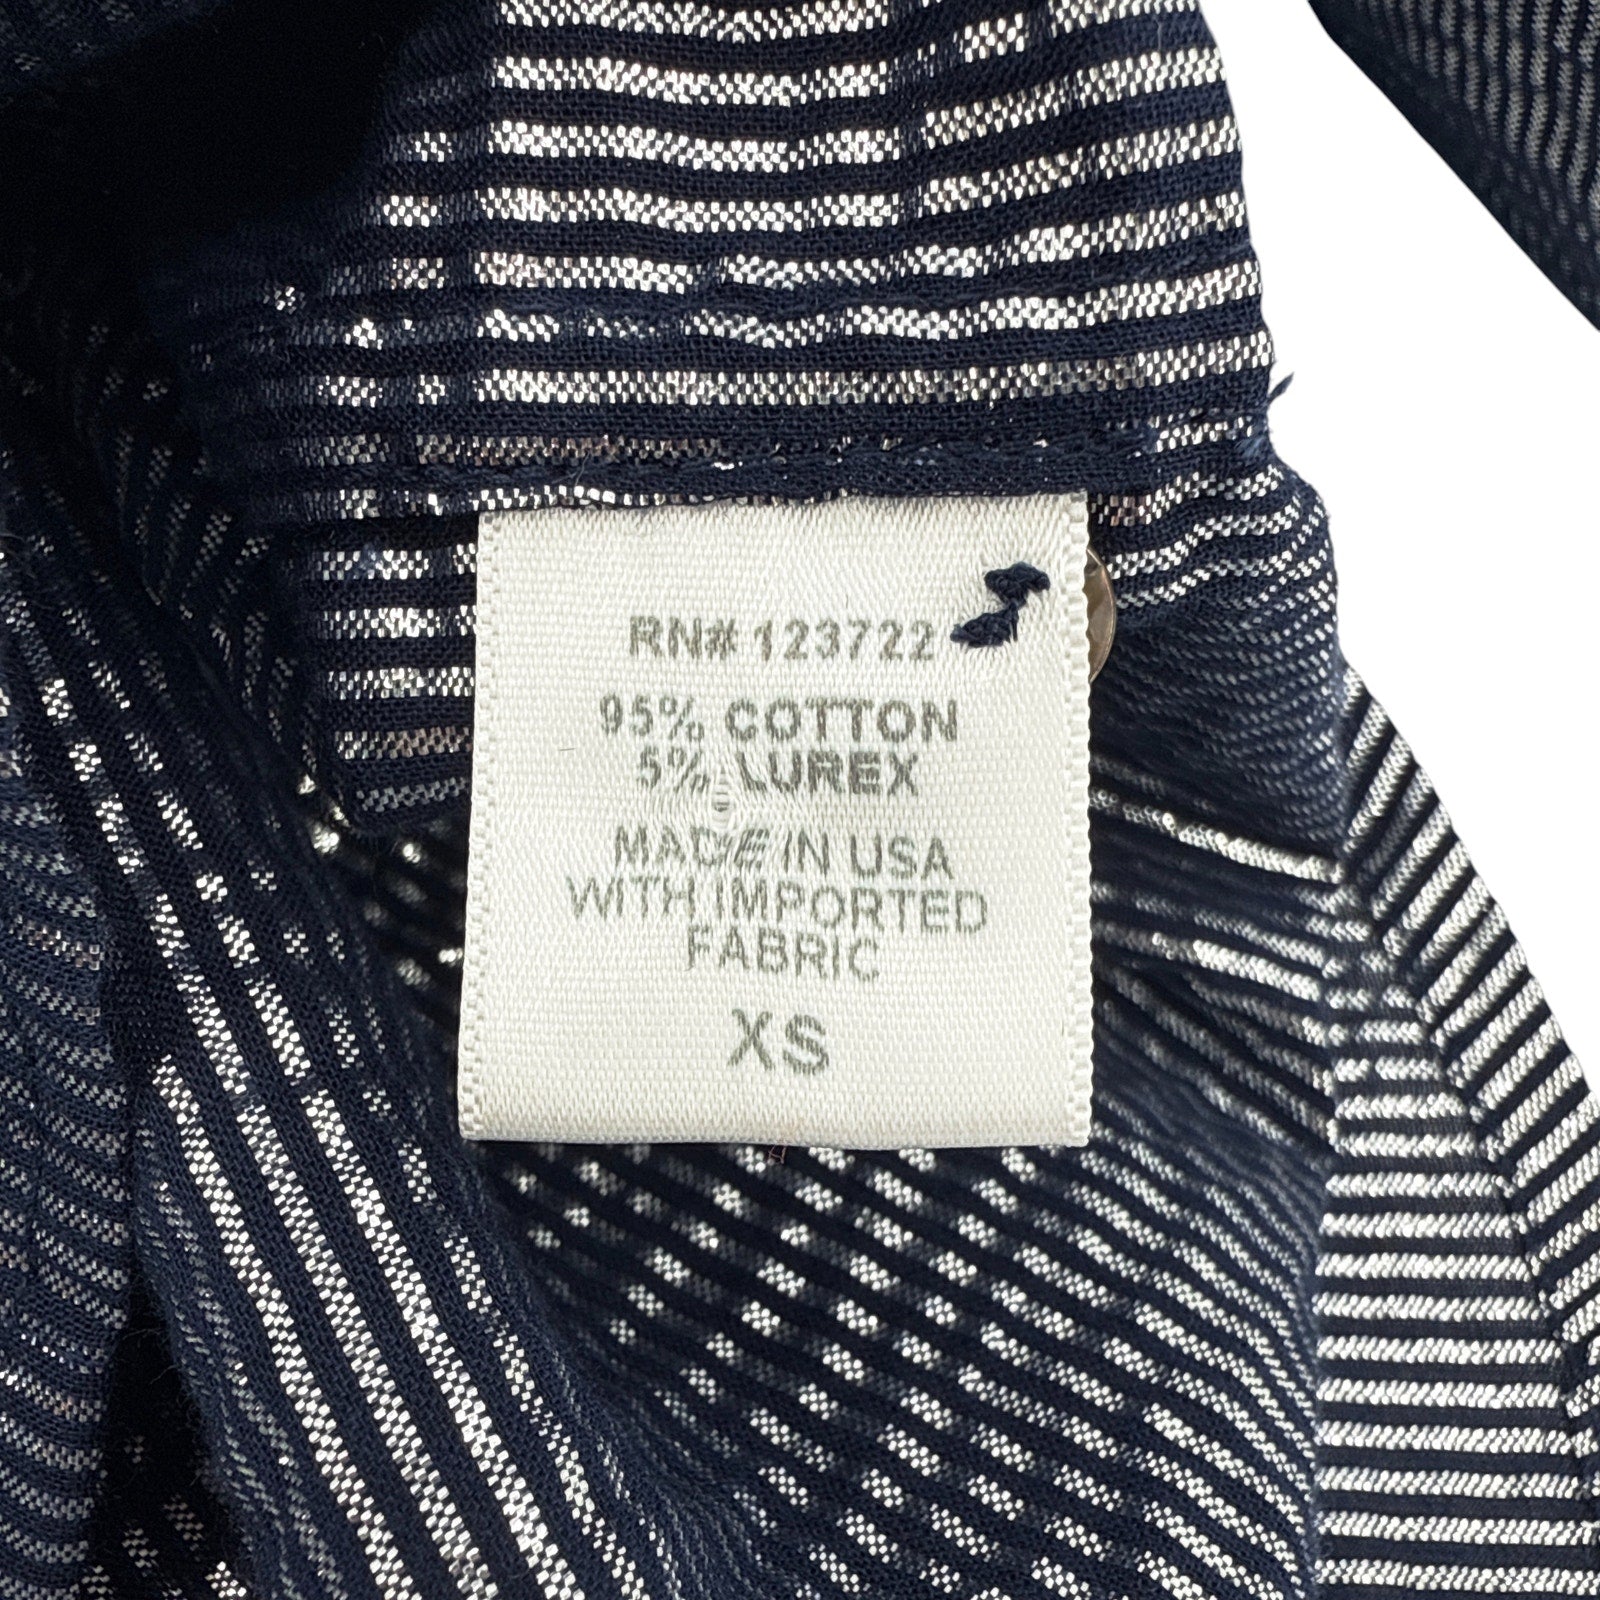 RN# 123722
95% COTTON
5% LUREX
MADE IN USA
WITH IMPORTED
FABRIC
XS